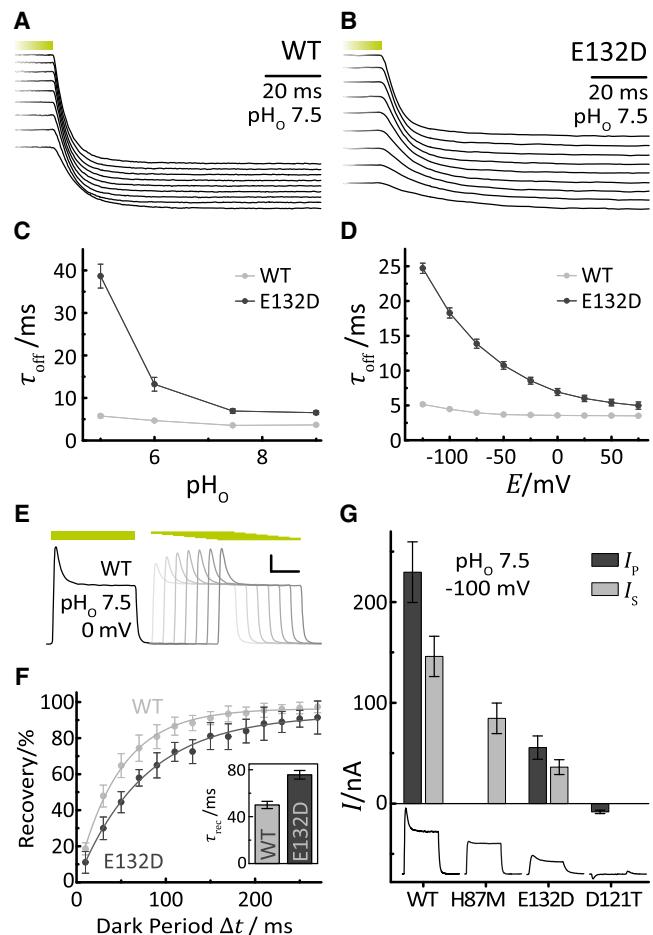 A
WT
20 ms
pHO 7.5
B
E132D
20 ms
pHO 7.5
C
WT
E132D
τoff /ms
40
30
20
10
0
6
8
pHO
D
WT
E132D
τoff /ms
25
20
15
10
5
0
-100
-50
0
50
E/mV
E
WT
pHO 7.5
0 mV
F
WT
E132D
Recovery/%
100
80
60
40
20
0
0
100
200
Dark Period Δt / ms
τrec /ms
80
40
0
WT
E132D
G
pHO 7.5
-100 mV
IP
IS
I/nA
200
100
0
WT
H87M
E132D
D121T